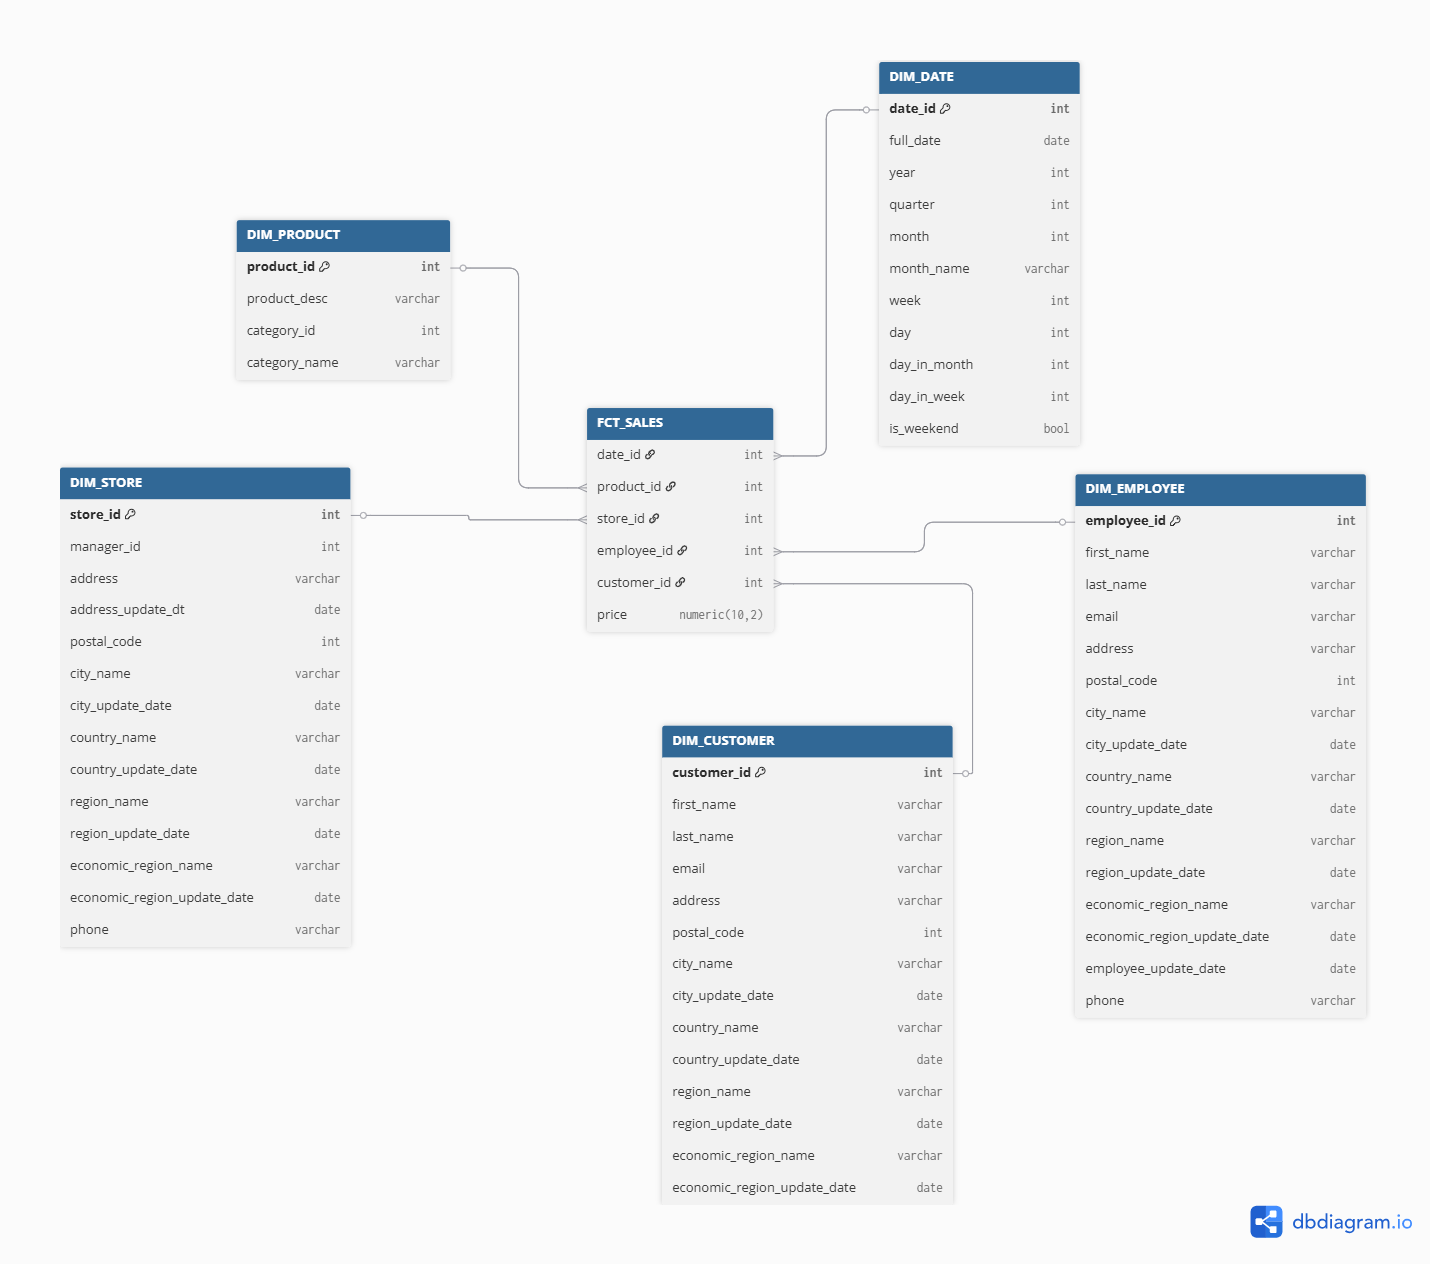 DIM_DATE
date_id int
full_date date
year int
quarter int
month int
month_name varchar
week int
day int
day_in_month int
day_in_week int
is_weekend bool
DIM_PRODUCT
product_id int
product_desc varchar
category_id int
category_name varchar
FCT_SALES
date_id int
product_id int
store_id int
employee_id int
customer_id int
price numeric(10,2)
DIM_STORE
store_id int
manager_id int
address varchar
address_update_dt date
postal_code int
city_name varchar
city_update_date date
country_name varchar
country_update_date date
region_name varchar
region_update_date date
economic_region_name varchar
economic_region_update_date date
phone varchar
DIM_EMPLOYEE
employee_id int
first_name varchar
last_name varchar
email varchar
address varchar
postal_code int
city_name varchar
city_update_date date
country_name varchar
country_update_date date
region_name varchar
region_update_date date
economic_region_name varchar
economic_region_update_date date
employee_update_date date
phone varchar
DIM_CUSTOMER
customer_id int
first_name varchar
last_name varchar
email varchar
address varchar
postal_code int
city_name varchar
city_update_date date
country_name varchar
country_update_date date
region_name varchar
region_update_date date
economic_region_name varchar
economic_region_update_date date
dbdiagram.io